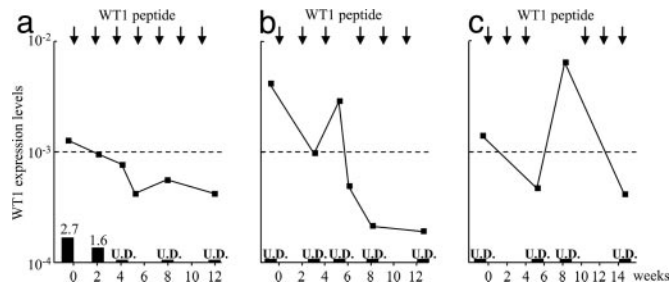 a WT1 peptide
b WT1 peptide
c WT1 peptide
WT1 expression levels
10-2
10-3
10-4
2.7 1.6 U.D. U.D. U.D.
U.D. U.D. U.D. U.D. U.D.
U.D. U.D. U.D. U.D.
0 2 4 6 8 10 12
0 2 4 6 8 10 12
0 2 4 6 8 10 12 14 weeks